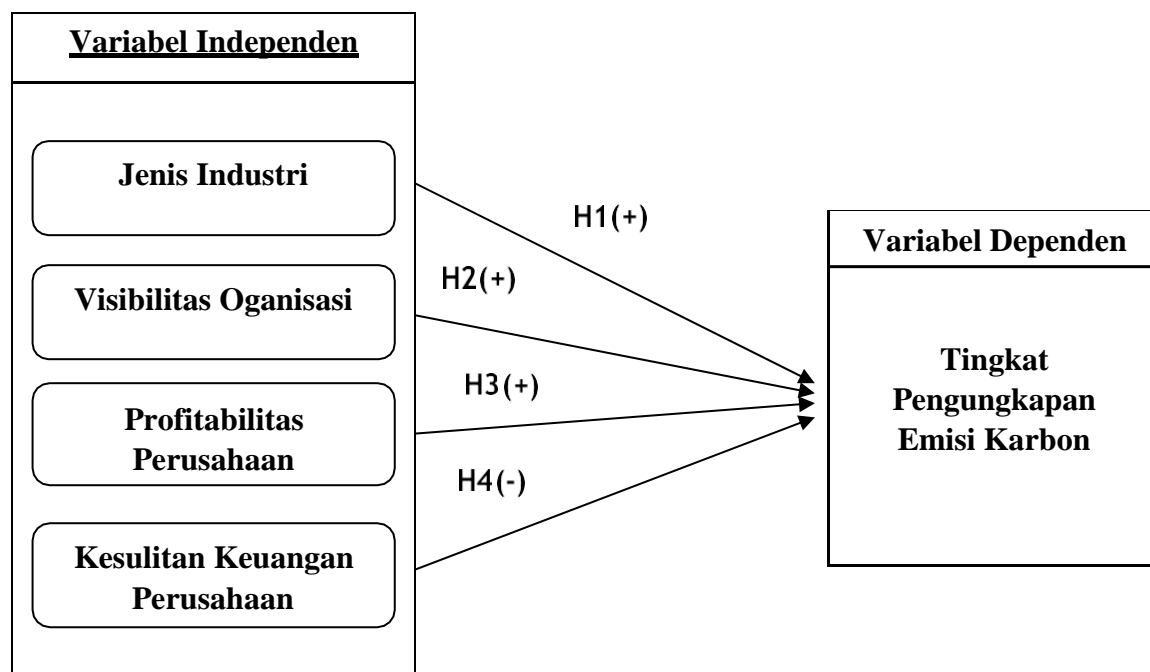 Variabel Independen
Jenis Industri
Visibilitas Oganisasi
Profitabilitas
Perusahaan
Kesulitan Keuangan
Perusahaan
H1(+)
H2(+)
H3(+)
H4(-)
Variabel Dependen
Tingkat
Pengungkapan
Emisi Karbon